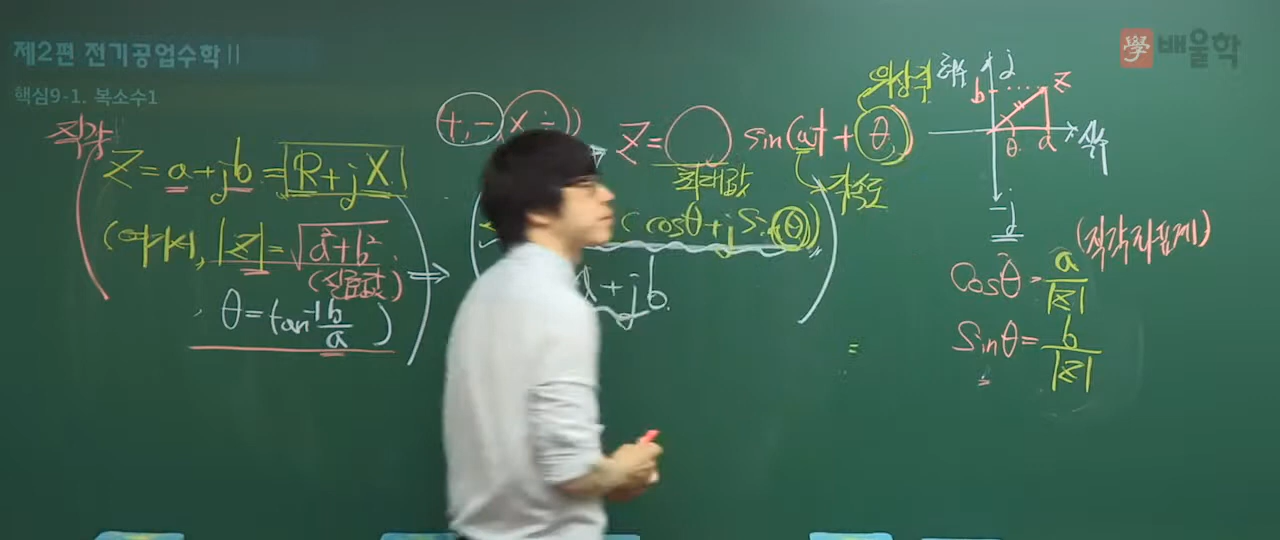 제2편 전기공업수학 II
핵심9-1. 복소수1
學 배울학
직각
Z = a + jb = R + jX
(여기서, |Z| = √a²+b²
(실효값)
θ = tan⁻¹ b/a )
+, - × ÷
Z = sin(ωt + θ)
최대값
위상각
각속도
(cosθ + j Sin θ)
a + jb
허수 j
b Z
θ a 실수
-j
(직각좌표계)
Cosθ = a/|Z|
Sinθ = b/|Z|
=